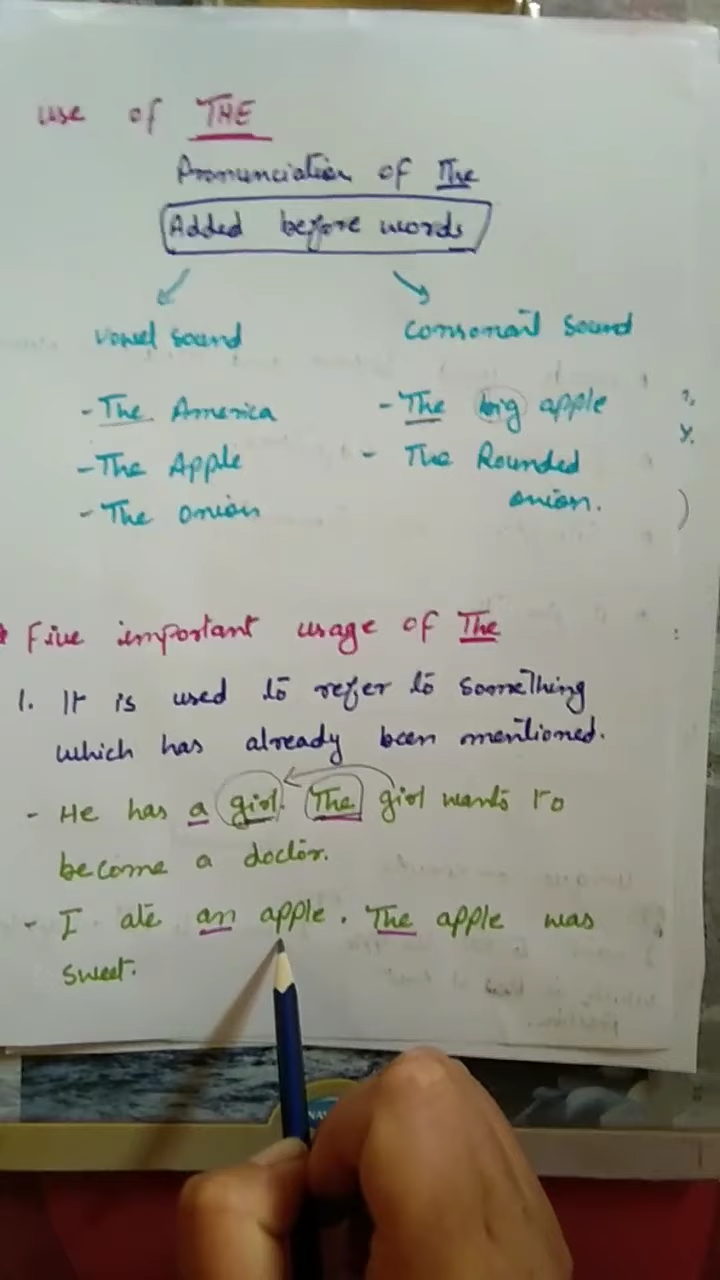 use of THE
Pronunciation of The
Added before words
vowel sound
consonant sound
- The America
- The big apple
- The Apple
- The Rounded
- The onion
onion.
Five important usage of The
1. It is used to refer to something
which has already been mentioned.
- He has a girl. The girl wants to
become a doctor.
- I ate an apple. The apple was
sweet.